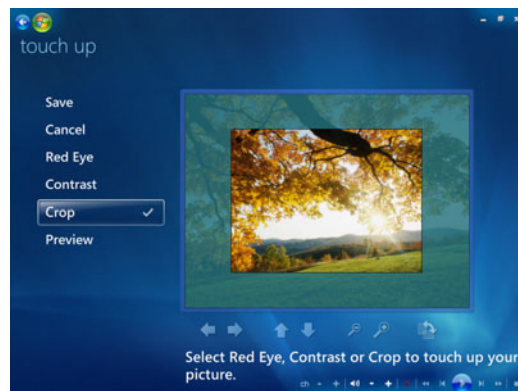 touch up
Save
Cancel
Red Eye
Contrast
Crop
Preview
Select Red Eye, Contrast or Crop to touch up your
picture.
ch - +